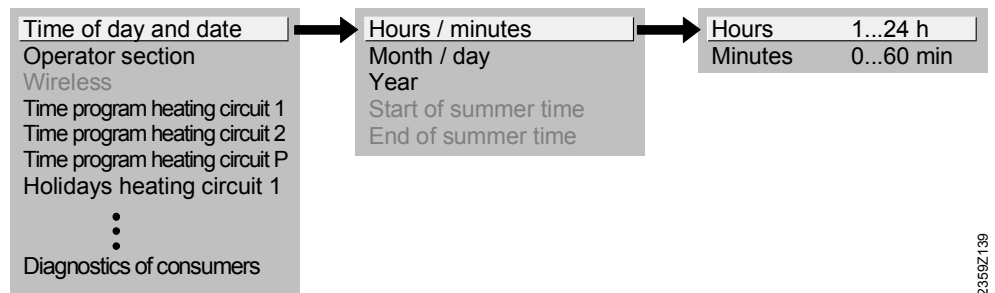 Time of day and date
Operator section
Wireless
Time program heating circuit 1
Time program heating circuit 2
Time program heating circuit P
Holidays heating circuit 1
Diagnostics of consumers
Hours / minutes
Month / day
Year
Start of summer time
End of summer time
Hours 1...24 h
Minutes 0...60 min
2359Z139